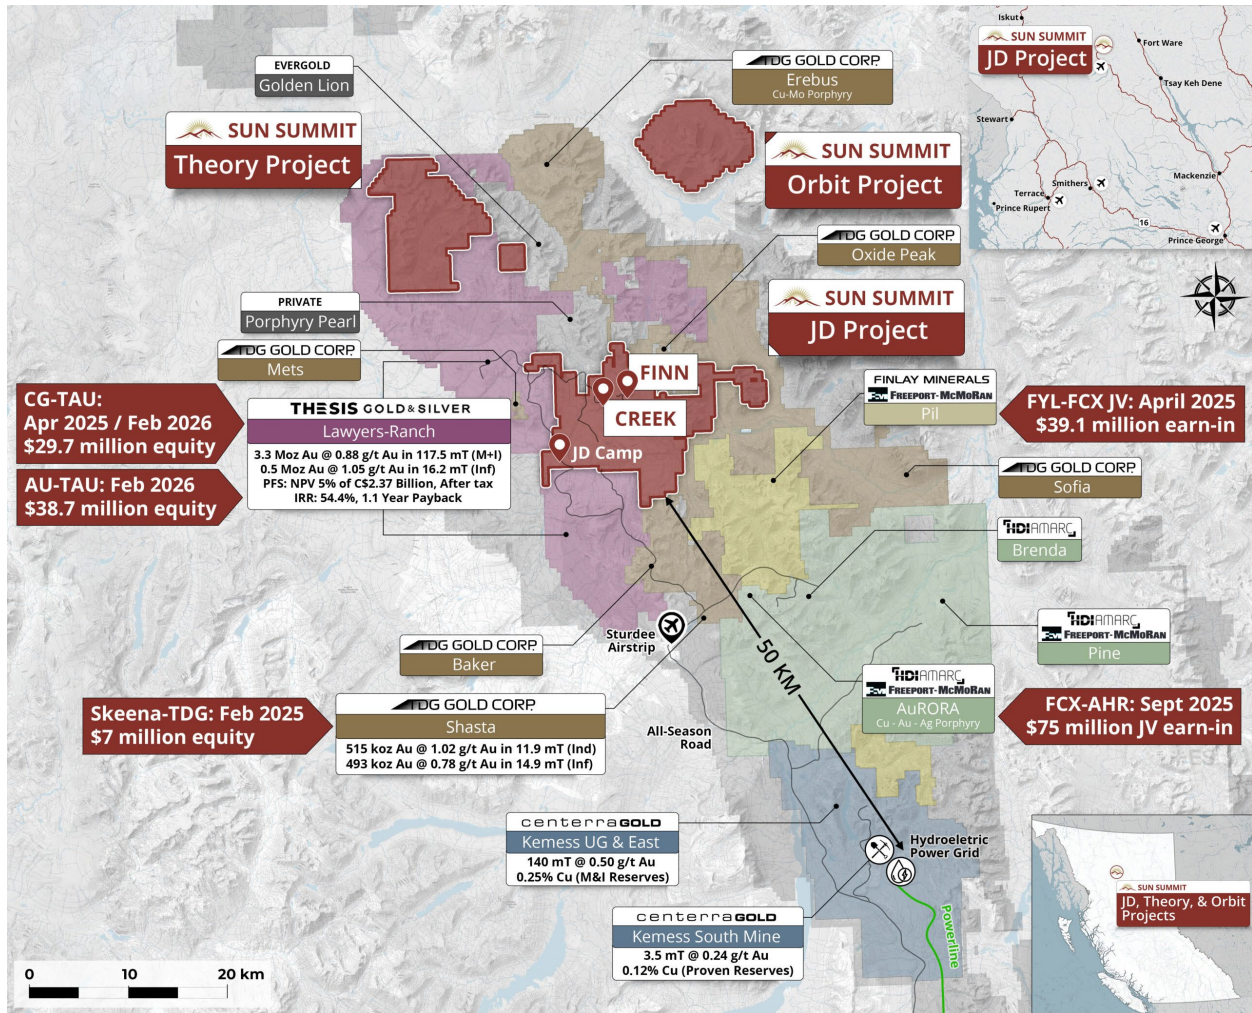 EVERGOLD
Golden Lion
TDG GOLD CORP.
Erebus
Cu-Mo Porphyry
SUN SUMMIT
Theory Project
SUN SUMMIT
Orbit Project
TDG GOLD CORP.
Oxide Peak
SUN SUMMIT
JD Project
PRIVATE
Porphyry Pearl
TDG GOLD CORP.
Mets
CG-TAU:
Apr 2025 / Feb 2026
$29.7 million equity
AU-TAU: Feb 2026
$38.7 million equity
THESIS GOLD & SILVER
Lawyers-Ranch
3.3 Moz Au @ 0.88 g/t Au in 117.5 mT (M+I)
0.5 Moz Au @ 1.05 g/t Au in 16.2 mT (Inf)
PFS: NPV 5% of C$2.37 Billion, After tax
IRR: 54.4%, 1.1 Year Payback
FINN
CREEK
JD Camp
FINLAY MINERALS
FCX FREEPORT-McMoRAN
Pil
FYL-FCX JV: April 2025
$39.1 million earn-in
TDG GOLD CORP.
Sofia
HDI AMARC
Brenda
HDI AMARC
FCX FREEPORT-McMoRAN
Pine
HDI AMARC
FCX FREEPORT-McMoRAN
AuRORA
Cu - Au - Ag Porphyry
FCX-AHR: Sept 2025
$75 million JV earn-in
Sturdee
Airstrip
50 KM
TDG GOLD CORP.
Baker
Skeena-TDG: Feb 2025
$7 million equity
TDG GOLD CORP.
Shasta
515 koz Au @ 1.02 g/t Au in 11.9 mT (Ind)
493 koz Au @ 0.78 g/t Au in 14.9 mT (Inf)
All-Season
Road
centerraGOLD
Kemess UG & East
140 mT @ 0.50 g/t Au
0.25% Cu (M&I Reserves)
Hydroeletric
Power Grid
centerraGOLD
Kemess South Mine
3.5 mT @ 0.24 g/t Au
0.12% Cu (Proven Reserves)
Powerline
0 10 20 km
Iskut
SUN SUMMIT
JD Project
Fort Ware
Tsay Keh Dene
Stewart
Mackenzie
Smithers
Terrace
Prince Rupert
16
Prince George
SUN SUMMIT
JD, Theory, & Orbit
Projects